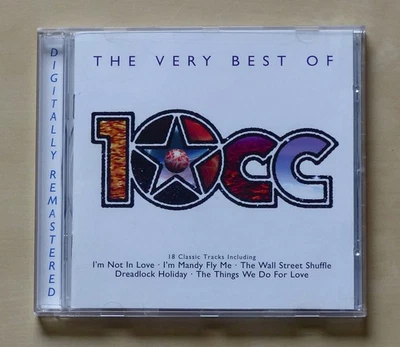 THE VERY BEST OF
10cc
18 Classic Tracks Including
I'm Not In Love · I'm Mandy Fly Me · The Wall Street Shuffle
Dreadlock Holiday · The Things We Do For Love
DIGITALLY REMASTERED